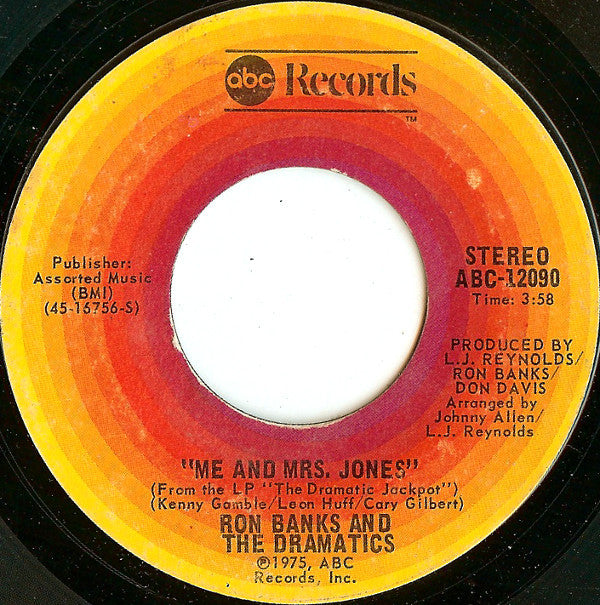 abc Records
TM
Publisher:
Assorted Music
(BMI)
(45-16756-S)
STEREO
ABC-12090
Time: 3:58
PRODUCED BY
L.J. REYNOLDS/
RON BANKS/
DON DAVIS
Arranged by
Johnny Allen/
L.J. Reynolds
"ME AND MRS. JONES"
(From the LP "The Dramatic Jackpot")
(Kenny Gamble/Leon Huff/Cary Gilbert)
RON BANKS AND
THE DRAMATICS
℗1975, ABC
Records, Inc.